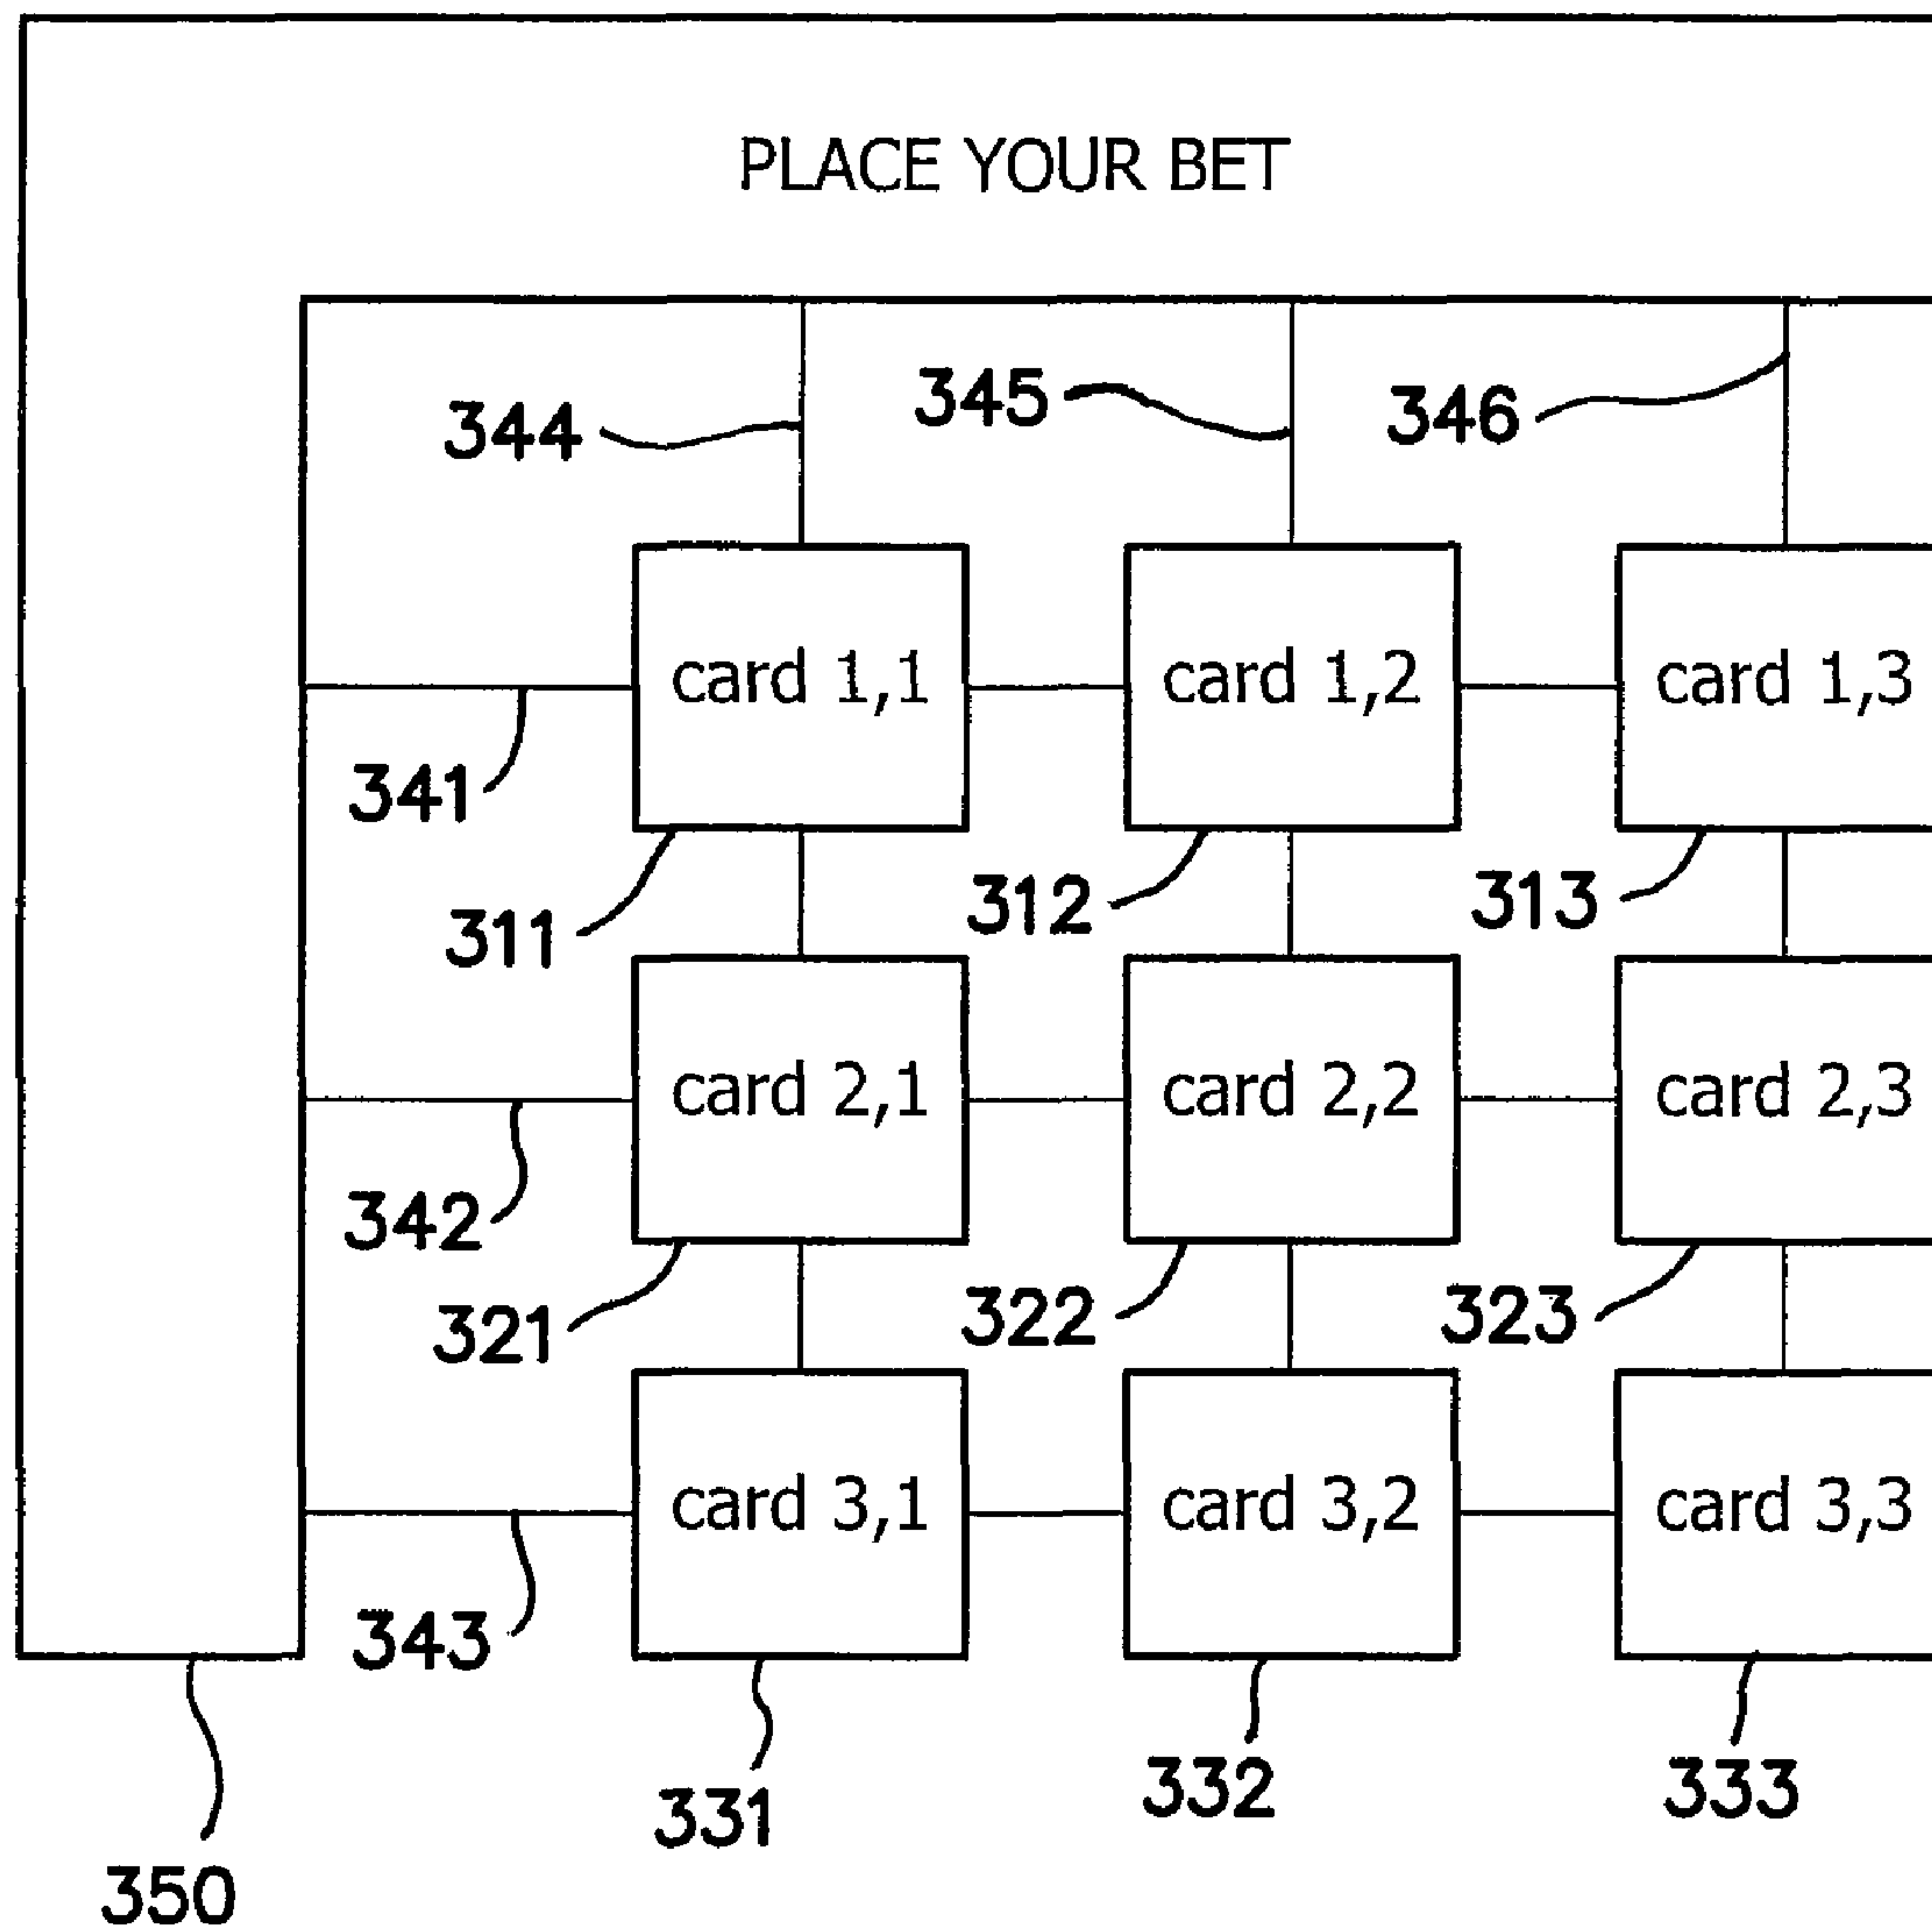 PLACE YOUR BET
344
345
346
card 1,1
card 1,2
card 1,3
341
311
312
313
card 2,1
card 2,2
card 2,3
342
321
322
323
card 3,1
card 3,2
card 3,3
343
331
332
333
350